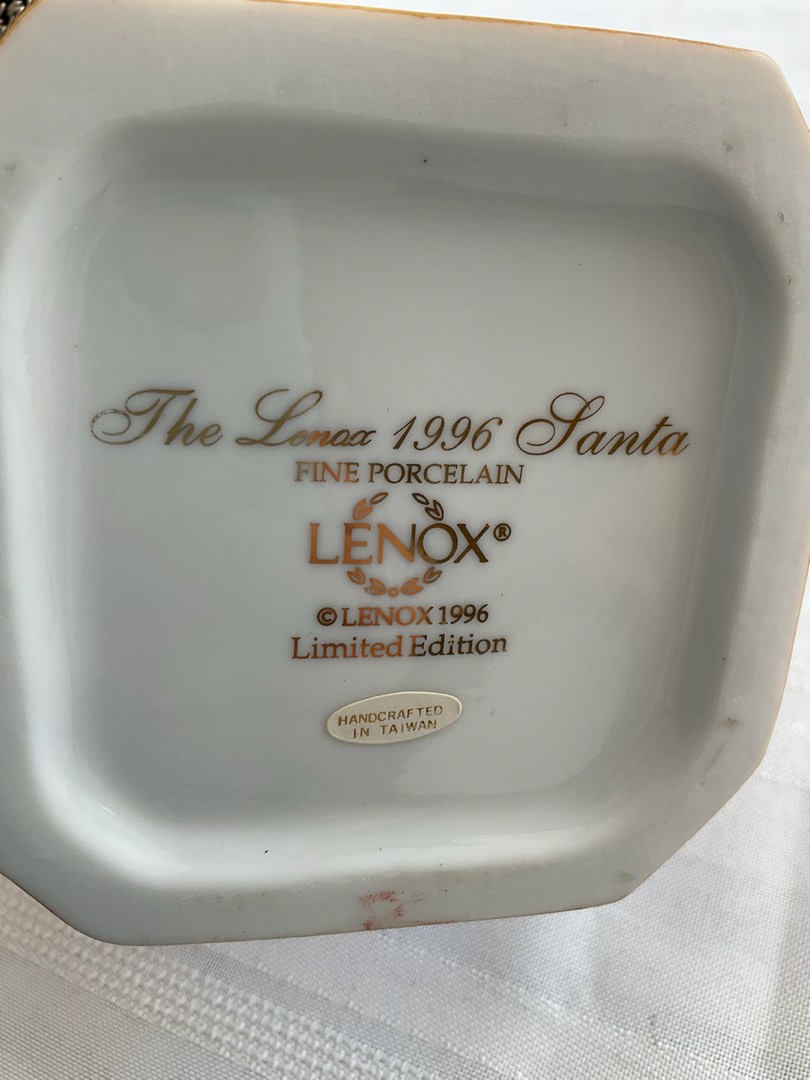 The Lenox 1996 Santa
FINE PORCELAIN
LENOX®
© LENOX 1996
Limited Edition
HANDCRAFTED
IN TAIWAN